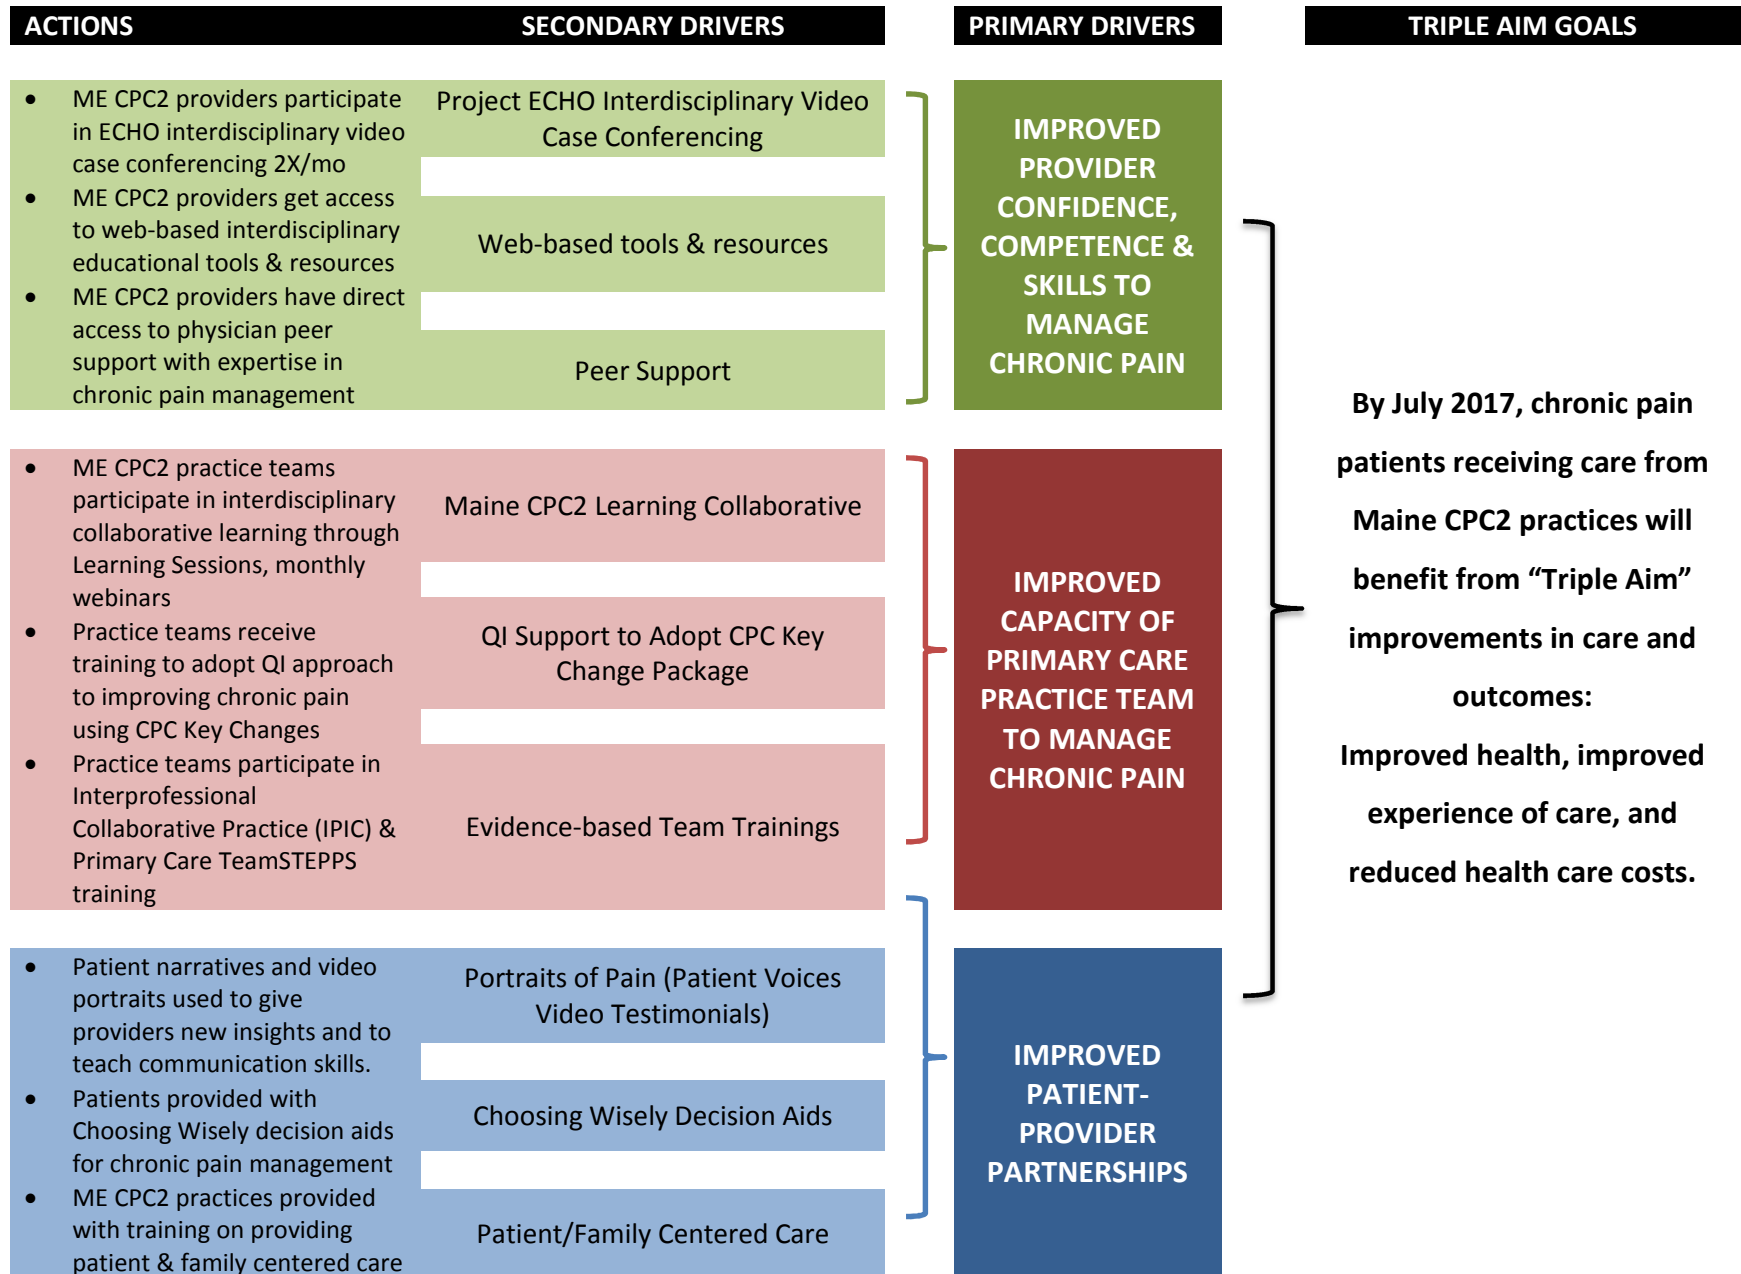 ACTIONS
SECONDARY DRIVERS
PRIMARY DRIVERS
TRIPLE AIM GOALS
• ME CPC2 providers participate
in ECHO interdisciplinary video
case conferencing 2X/mo
• ME CPC2 providers get access
to web-based interdisciplinary
educational tools & resources
• ME CPC2 providers have direct
access to physician peer
support with expertise in
chronic pain management
Project ECHO Interdisciplinary Video
Case Conferencing
Web-based tools & resources
Peer Support
IMPROVED
PROVIDER
CONFIDENCE,
COMPETENCE &
SKILLS TO
MANAGE
CHRONIC PAIN
• ME CPC2 practice teams
participate in interdisciplinary
collaborative learning through
Learning Sessions, monthly
webinars
• Practice teams receive
training to adopt QI approach
to improving chronic pain
using CPC Key Changes
• Practice teams participate in
Interprofessional
Collaborative Practice (IPIC) &
Primary Care TeamSTEPPS
training
Maine CPC2 Learning Collaborative
QI Support to Adopt CPC Key
Change Package
Evidence-based Team Trainings
IMPROVED
CAPACITY OF
PRIMARY CARE
PRACTICE TEAM
TO MANAGE
CHRONIC PAIN
• Patient narratives and video
portraits used to give
providers new insights and to
teach communication skills.
• Patients provided with
Choosing Wisely decision aids
for chronic pain management
• ME CPC2 practices provided
with training on providing
patient & family centered care
Portraits of Pain (Patient Voices
Video Testimonials)
Choosing Wisely Decision Aids
Patient/Family Centered Care
IMPROVED
PATIENT-
PROVIDER
PARTNERSHIPS
By July 2017, chronic pain
patients receiving care from
Maine CPC2 practices will
benefit from “Triple Aim”
improvements in care and
outcomes:
Improved health, improved
experience of care, and
reduced health care costs.